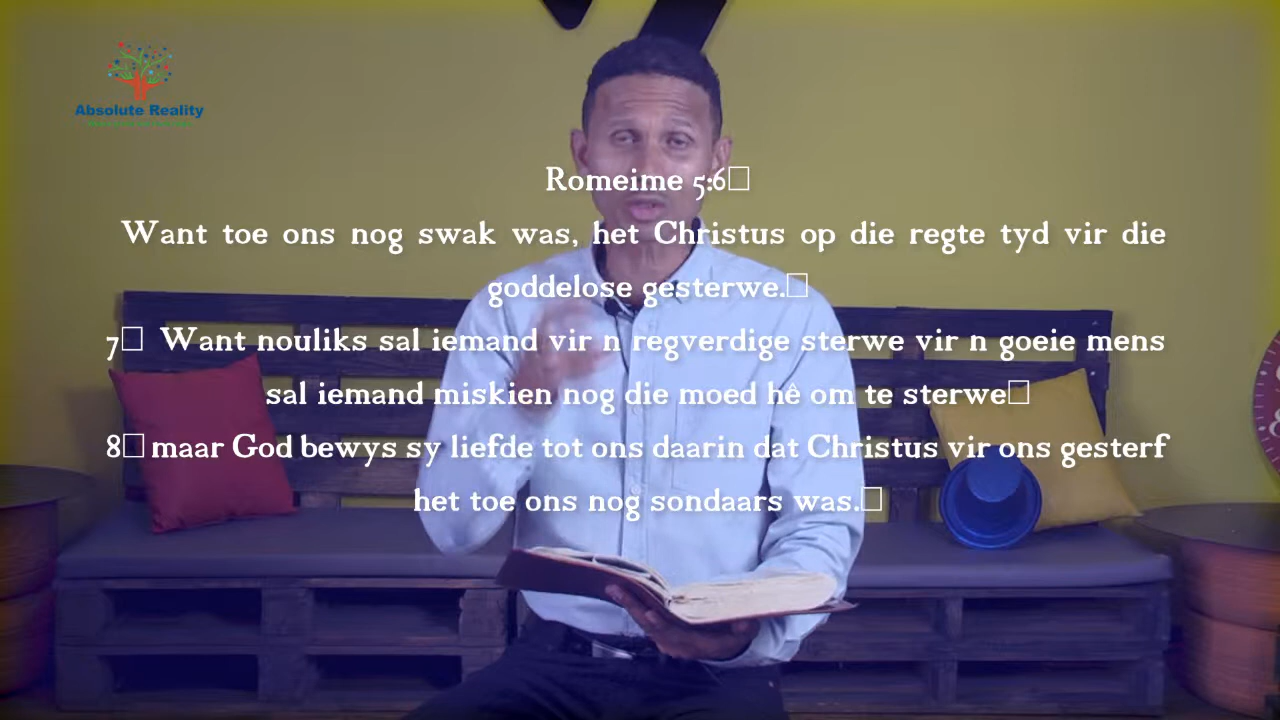 Absolute Reality
Romeime 5:6□
Want toe ons nog swak was, het Christus op die regte tyd vir die
goddelose gesterwe.□
7□ Want nouliks sal iemand vir n regverdige sterwe vir n goeie mens
sal iemand miskien nog die moed hê om te sterwe□
8□ maar God bewys sy liefde tot ons daarin dat Christus vir ons gesterf
het toe ons nog sondaars was.□